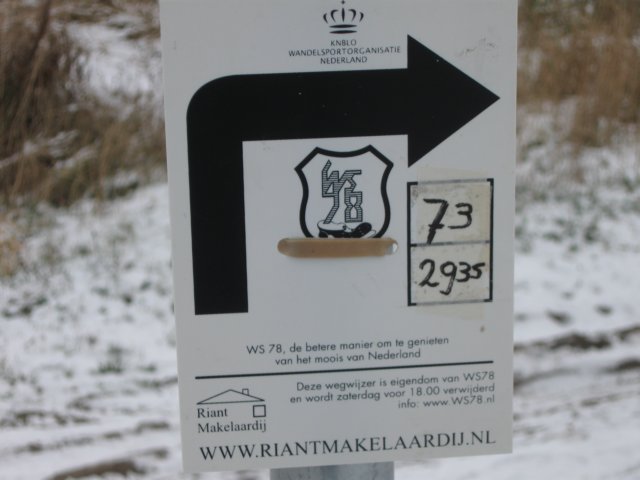 KNBLO
WANDELSPORTORGANISATIE
NEDERLAND
WS
78
73
2935
WS 78, de betere manier om te genieten
van het moois van Nederland
Deze wegwijzer is eigendom van WS78
en wordt zaterdag voor 18.00 verwijderd
info: www.WS78.nl
Riant
Makelaardij
WWW.RIANTMAKELAARDIJ.NL